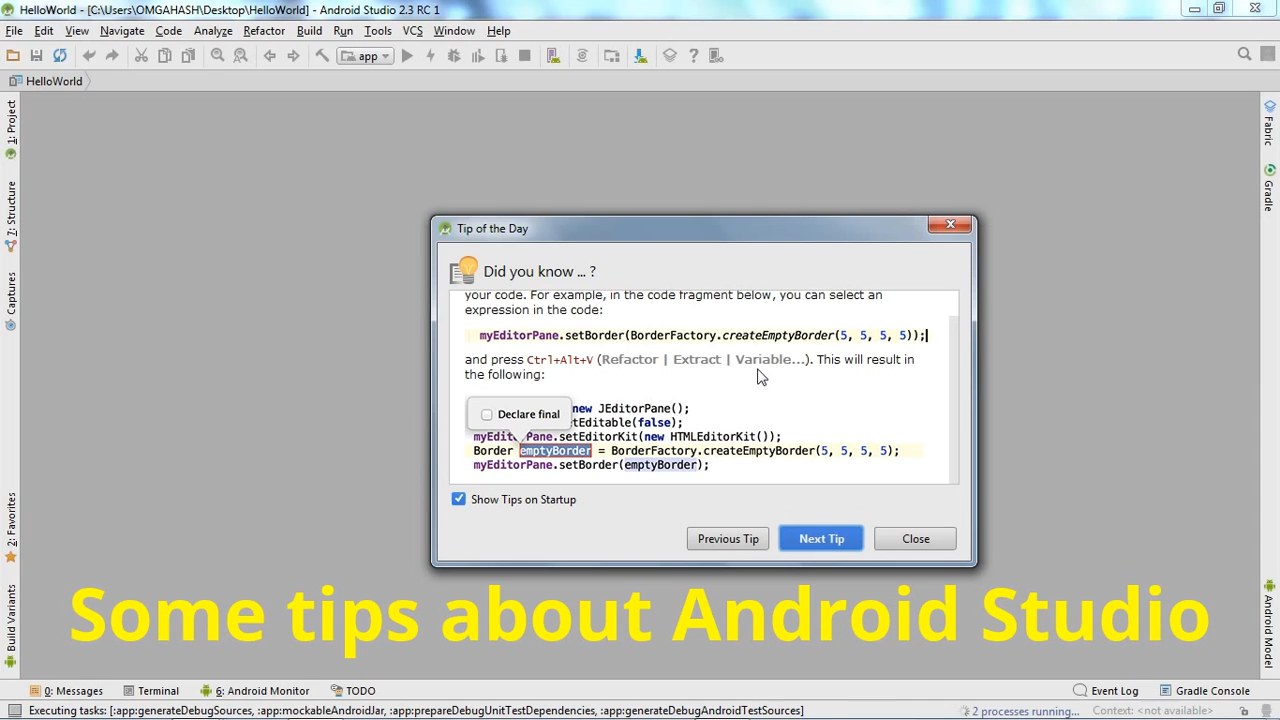 HelloWorld - [C:\Users\OMGAHASH\Desktop\HelloWorld] - Android Studio 2.3 RC 1
File Edit View Navigate Code Analyze Refactor Build Run Tools VCS Window Help
app
HelloWorld
1: Project
7: Structure
Captures
2: Favorites
Build Variants
Fabric
Gradle
Android Model
Tip of the Day
Did you know ... ?
your code. For example, in the code fragment below, you can select an
expression in the code:
myEditorPane.setBorder(BorderFactory.createEmptyBorder(5, 5, 5, 5));
and press Ctrl+Alt+V (Refactor | Extract | Variable...). This will result in
the following:
new JEditorPane();
Declare final
etEditable(false);
myEditorPane.setEditorKit(new HTMLEditorKit());
Border emptyBorder = BorderFactory.createEmptyBorder(5, 5, 5, 5);
myEditorPane.setBorder(emptyBorder);
Show Tips on Startup
Previous Tip Next Tip Close
Some tips about Android Studio
0: Messages Terminal 6: Android Monitor TODO Event Log Gradle Console
Executing tasks: [:app:generateDebugSources, :app:mockableAndroidJar, :app:prepareDebugUnitTestDependencies, :app:generateDebugAndroidTestSources] 2 processes running... Context: <not available>